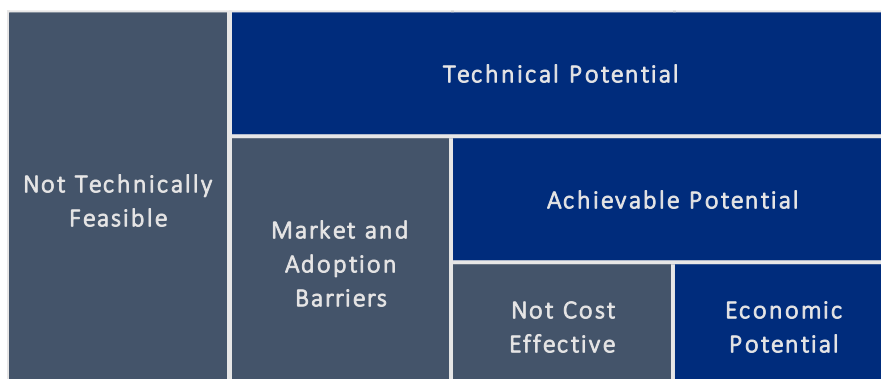 Technical Potential
Not Technically
Feasible
Achievable Potential
Market and
Adoption
Barriers
Not Cost
Effective
Economic
Potential